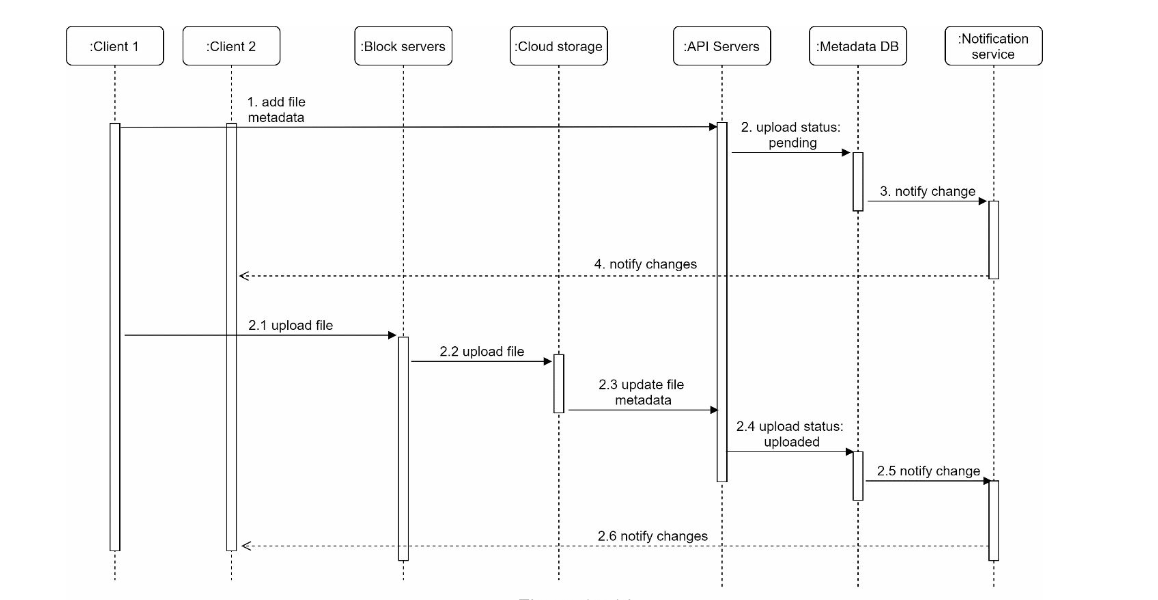 :Client 1
:Client 2
:Block servers
:Cloud storage
:API Servers
:Metadata DB
:Notification
service
1. add file
metadata
2. upload status:
pending
3. notify change
4. notify changes
2.1 upload file
2.2 upload file
2.3 update file
metadata
2.4 upload status:
uploaded
2.5 notify change
2.6 notify changes